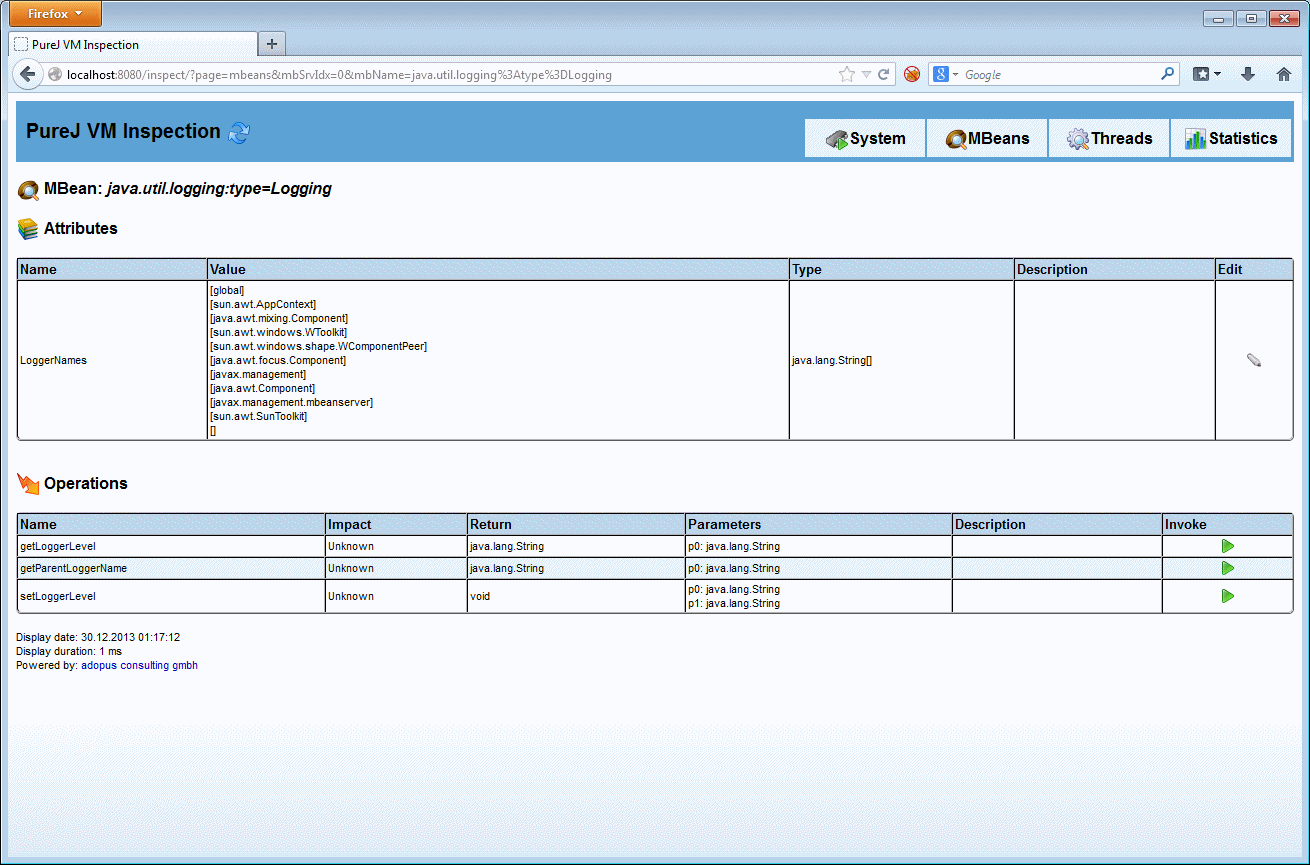 Firefox
PureJ VM Inspection
localhost:8080/inspect/?page=mbeans&mbSrvIdx=0&mbName=java.util.logging%3Atype%3DLogging
8
Google
PureJ VM Inspection
System
MBeans
Threads
Statistics
MBean: java.util.logging:type=Logging
Attributes
Name Value Type Description Edit
[global]
[sun.awt.AppContext]
[java.awt.mixing.Component]
[sun.awt.windows.WToolkit]
[sun.awt.windows.shape.WComponentPeer]
LoggerNames [java.awt.focus.Component] java.lang.String[]
[javax.management]
[java.awt.Component]
[javax.management.mbeanserver]
[sun.awt.SunToolkit]
[]
Operations
Name Impact Return Parameters Description Invoke
getLoggerLevel Unknown java.lang.String p0: java.lang.String
getParentLoggerName Unknown java.lang.String p0: java.lang.String
setLoggerLevel Unknown void p0: java.lang.String
p1: java.lang.String
Display date: 30.12.2013 01:17:12
Display duration: 1 ms
Powered by: adopus consulting gmbh